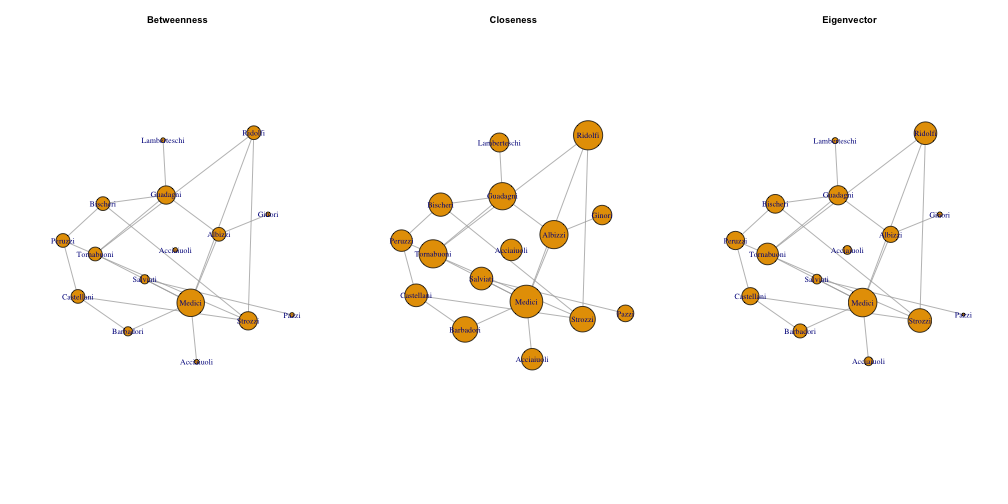 Betweenness
Closeness
Eigenvector
Ridolfi
Lamberteschi
Guadagni
Bischeri
Ginori
Albizzi
Peruzzi
Acciaiuoli
Tornabuoni
Salviati
Castellani
Medici
Pazzi
Strozzi
Barbadori
Acciaiuoli
Ridolfi
Lamberteschi
Guadagni
Bischeri
Ginori
Albizzi
Peruzzi
Acciaiuoli
Tornabuoni
Salviati
Castellani
Medici
Pazzi
Strozzi
Barbadori
Acciaiuoli
Ridolfi
Lamberteschi
Guadagni
Bischeri
Ginori
Albizzi
Peruzzi
Acciaiuoli
Tornabuoni
Salviati
Castellani
Medici
Pazzi
Strozzi
Barbadori
Acciaiuoli